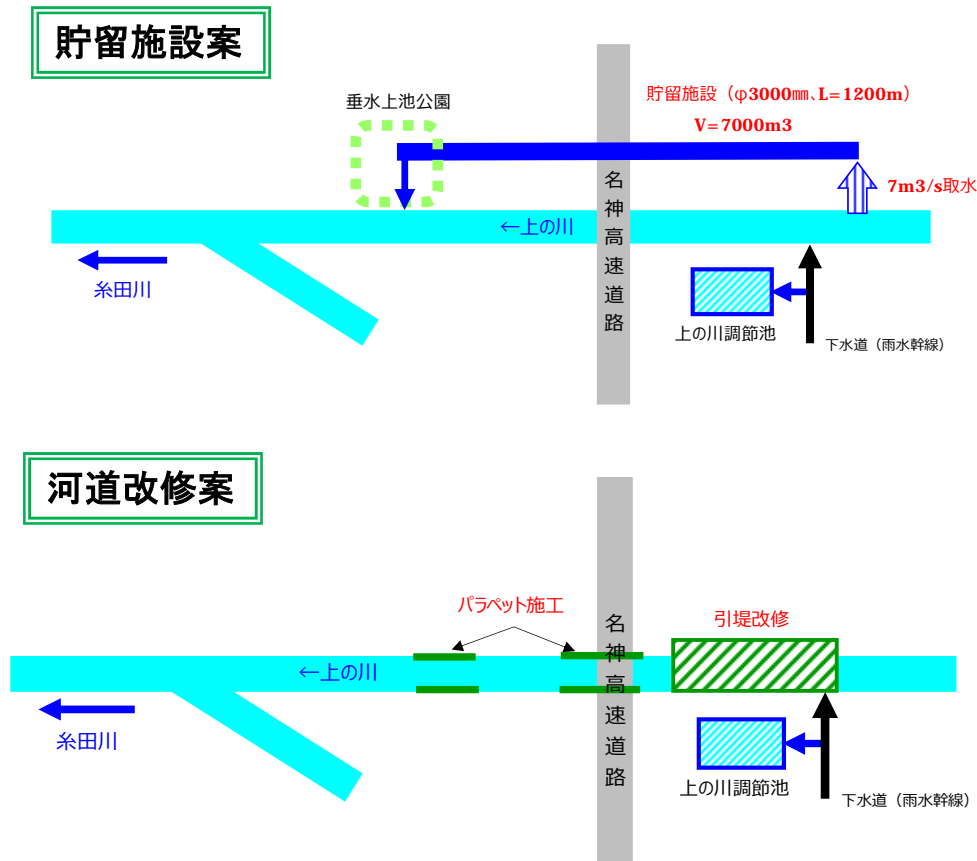 貯留施設案
垂水上池公園
貯留施設（φ3000㎜、L=1200m）
V=7000m3
7m3/s取水
名神高速道路
←上の川
糸田川
上の川調節池
下水道（雨水幹線）
河道改修案
パラペット施工
引堤改修
名神高速道路
←上の川
糸田川
上の川調節池
下水道（雨水幹線）